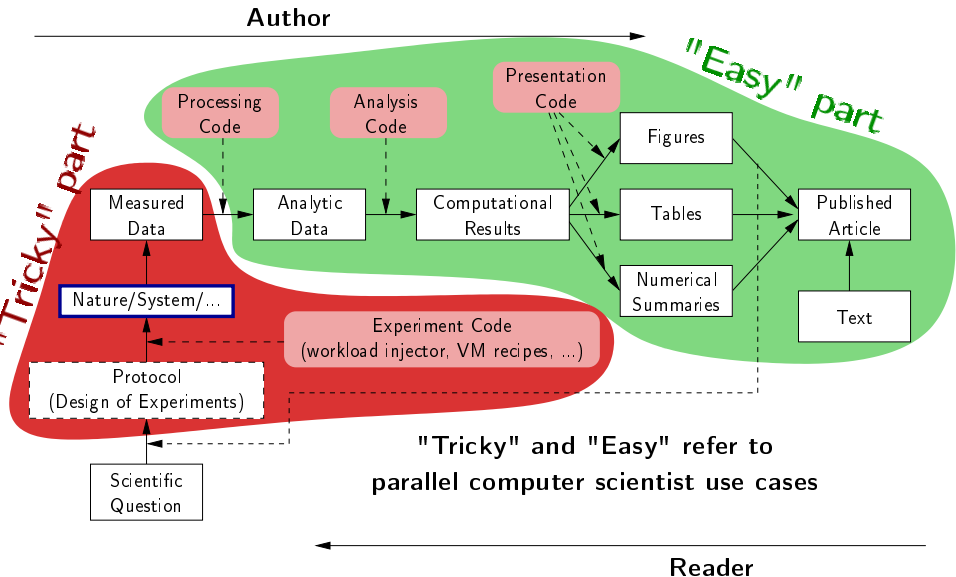 Author
"Easy" part
Presentation
Code
Processing
Code
Analysis
Code
Figures
"Tricky" part
Measured
Data
Analytic
Data
Computational
Results
Tables
Published
Article
Nature/System/...
Numerical
Summaries
Text
Experiment Code
(workload injector, VM recipes, ...)
Protocol
(Design of Experiments)
"Tricky" and "Easy" refer to
parallel computer scientist use cases
Scientific
Question
Reader